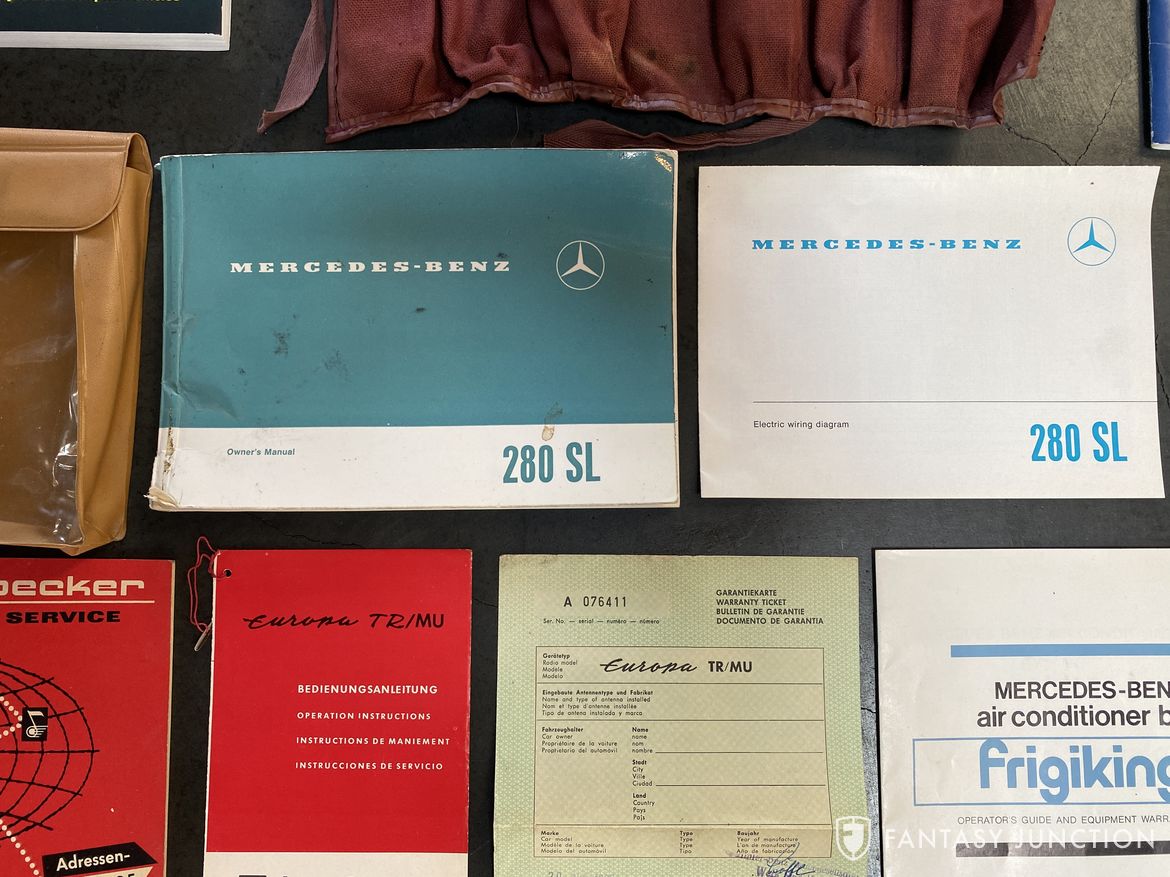 MERCEDES-BENZ
Owner's Manual
280 SL
MERCEDES-BENZ
Electric wiring diagram
280 SL
becker
SERVICE
Adressen-
Europa TR/MU
BEDIENUNGSANLEITUNG
OPERATION INSTRUCTIONS
INSTRUCTIONS DE MANIEMENT
INSTRUCCIONES DE SERVICIO
A 076411
Ser. No. — serial — numéro — número
GARANTIEKARTE
WARRANTY TICKET
BULLETIN DE GARANTIE
DOCUMENTO DE GARANTIA
Gerätetyp
Radio model
Modèle
Modelo
Europa TR/MU
Eingebaute Antennentype und Fabrikat
Name and type of antenna installed
Nom et type d'antenne installée
Tipo de antena instalada y marca
Fahrzeughalter
Car owner
Propriétaire de la voiture
Propietario del automóvil
Name
name
nom
nombre
Stadt
City
Ville
Ciudad
Land
Country
Pays
País
Marke
Car model
Modèle de la voiture
Modelo del automóvil
Type
Type
Type
Tipo
Baujahr
Year of manufacture
L'an de manufacture
Año de fabricación
MERCEDES-BEN
air conditioner b
frigiking
OPERATOR'S GUIDE AND EQUIPMENT WARR
FANTASY JUNCTION